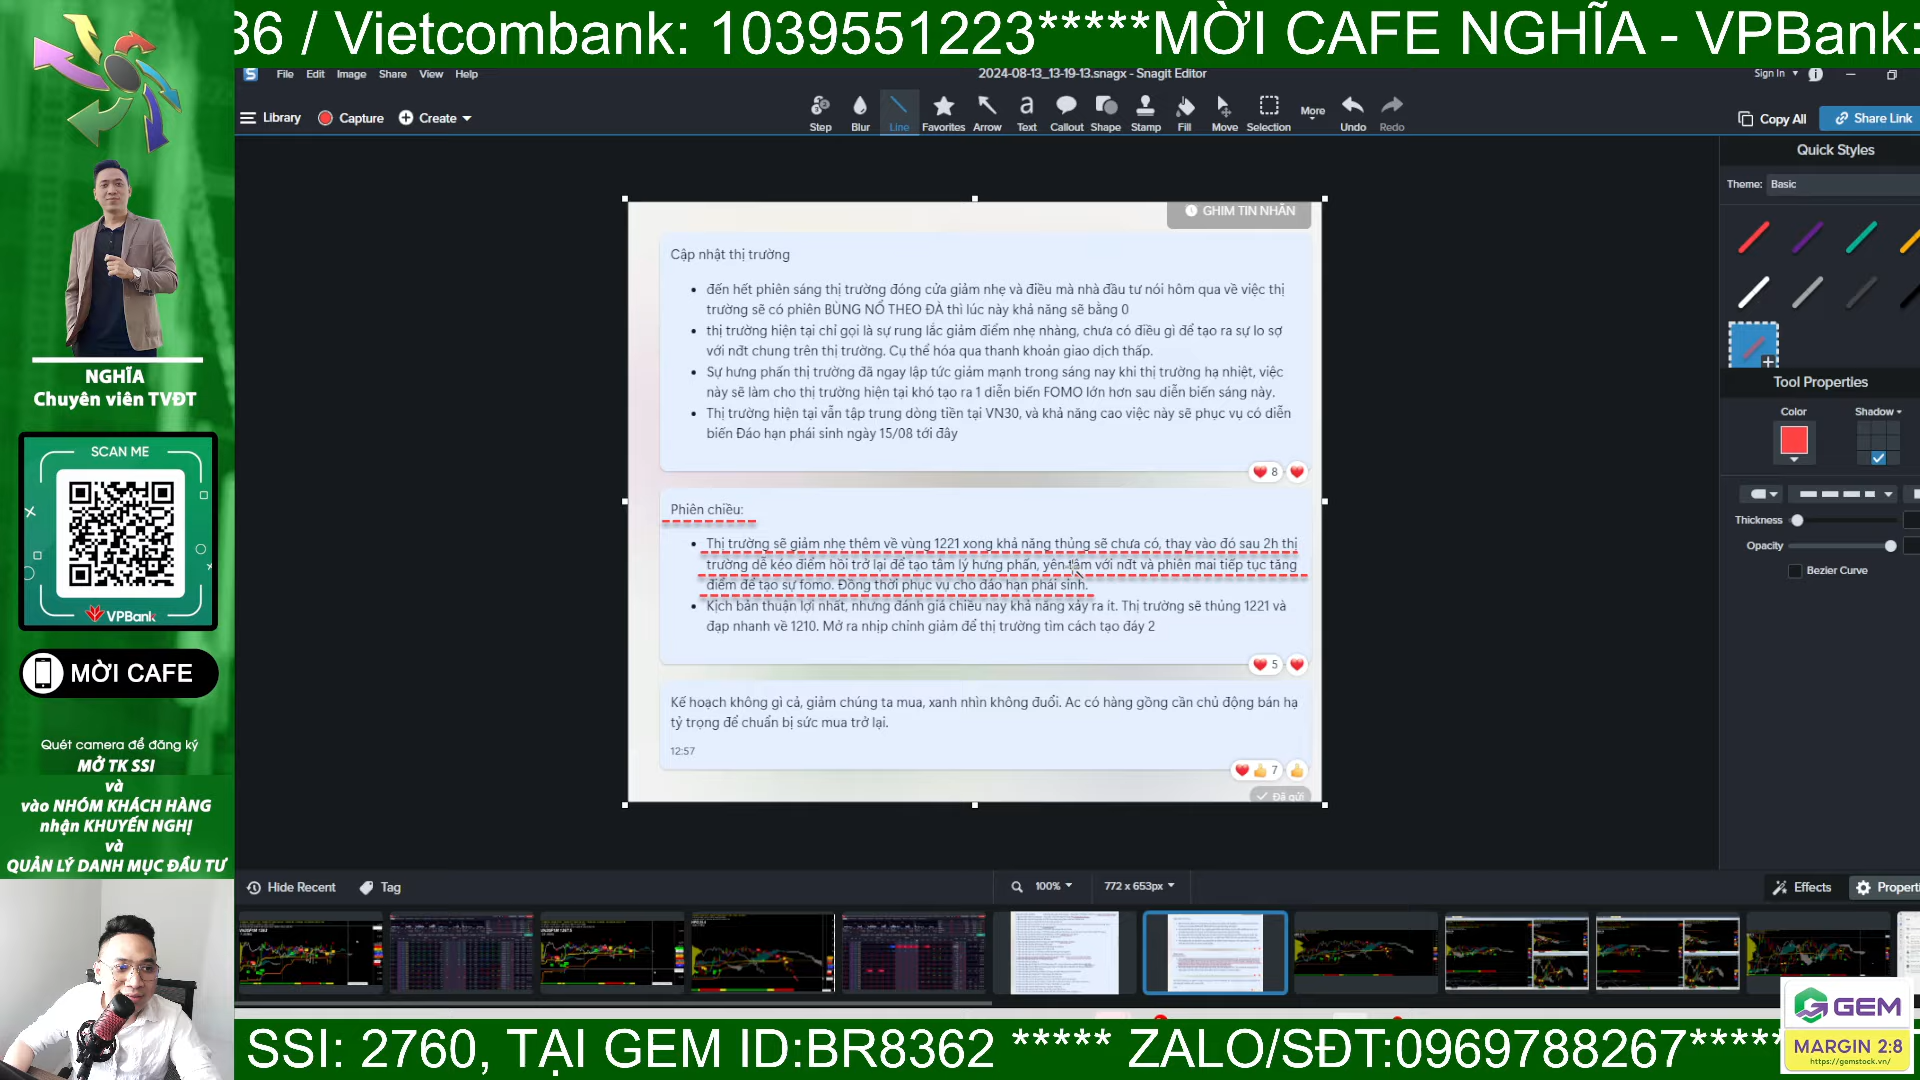 36 / Vietcombank: 1039551223*****MỜI CAFE NGHĨA - VPBank:
File Edit Image Share View Help
2024-08-13_13-19-13.snagx - Snagit Editor
Sign In
Library Capture Create
Step Blur Line Favorites Arrow Text Callout Shape Stamp Fill Move Selection More Undo Redo
Copy All Share Link
Quick Styles
Theme: Basic
Tool Properties
Color Shadow
Thickness
Opacity
Bezier Curve
GHIM TIN NHẮN
Cập nhật thị trường
đến hết phiên sáng thị trường đóng cửa giảm nhẹ và điều mà nhà đầu tư nói hôm qua về việc thị
trường sẽ có phiên BÙNG NỔ THEO ĐÀ thì lúc này khả năng sẽ bằng 0
thị trường hiện tại chỉ gọi là sự rung lắc giảm điểm nhẹ nhàng, chưa có điều gì để tạo ra sự lo sợ
với nđt chung trên thị trường. Cụ thể hóa qua thanh khoản giao dịch thấp.
Sự hưng phấn thị trường đã ngay lập tức giảm mạnh trong sáng nay khi thị trường hạ nhiệt, việc
này sẽ làm cho thị trường hiện tại khó tạo ra 1 diễn biến FOMO lớn hơn sau diễn biến sáng này.
Thị trường hiện tại vẫn tập trung dòng tiền tại VN30, và khả năng cao việc này sẽ phục vụ có diễn
biến Đáo hạn phái sinh ngày 15/08 tới đây
8
Phiên chiều:
Thị trường sẽ giảm nhẹ thêm về vùng 1221 xong khả năng thủng sẽ chưa có, thay vào đó sau 2h thị
trường dễ kéo điểm hồi trở lại để tạo tâm lý hưng phấn, yên tâm với nđt và phiên mai tiếp tục tăng
điểm để tạo sự fomo. Đồng thời phục vụ cho đáo hạn phái sinh.
Kịch bản thuận lợi nhất, nhưng đánh giá chiều nay khả năng xảy ra ít. Thị trường sẽ thủng 1221 và
đạp nhanh về 1210. Mở ra nhịp chỉnh giảm để thị trường tìm cách tạo đáy 2
5
Kế hoạch không gì cả, giảm chúng ta mua, xanh nhìn không đuổi. Ac có hàng gồng cần chủ động bán hạ
tỷ trọng để chuẩn bị sức mua trở lại.
12:57
7
Đã gửi
NGHĨA
Chuyên viên TVĐT
SCAN ME
VPBank
MỜI CAFE
Quét camera để đăng ký
MỞ TK SSI
và
vào NHÓM KHÁCH HÀNG
nhận KHUYẾN NGHỊ
và
QUẢN LÝ DANH MỤC ĐẦU TƯ
Hide Recent Tag
100% 772 x 653px
Effects Properti
GEM
MARGIN 2:8
https://gemstock.vn/
SSI: 2760, TẠI GEM ID:BR8362 ***** ZALO/SĐT:0969788267*****